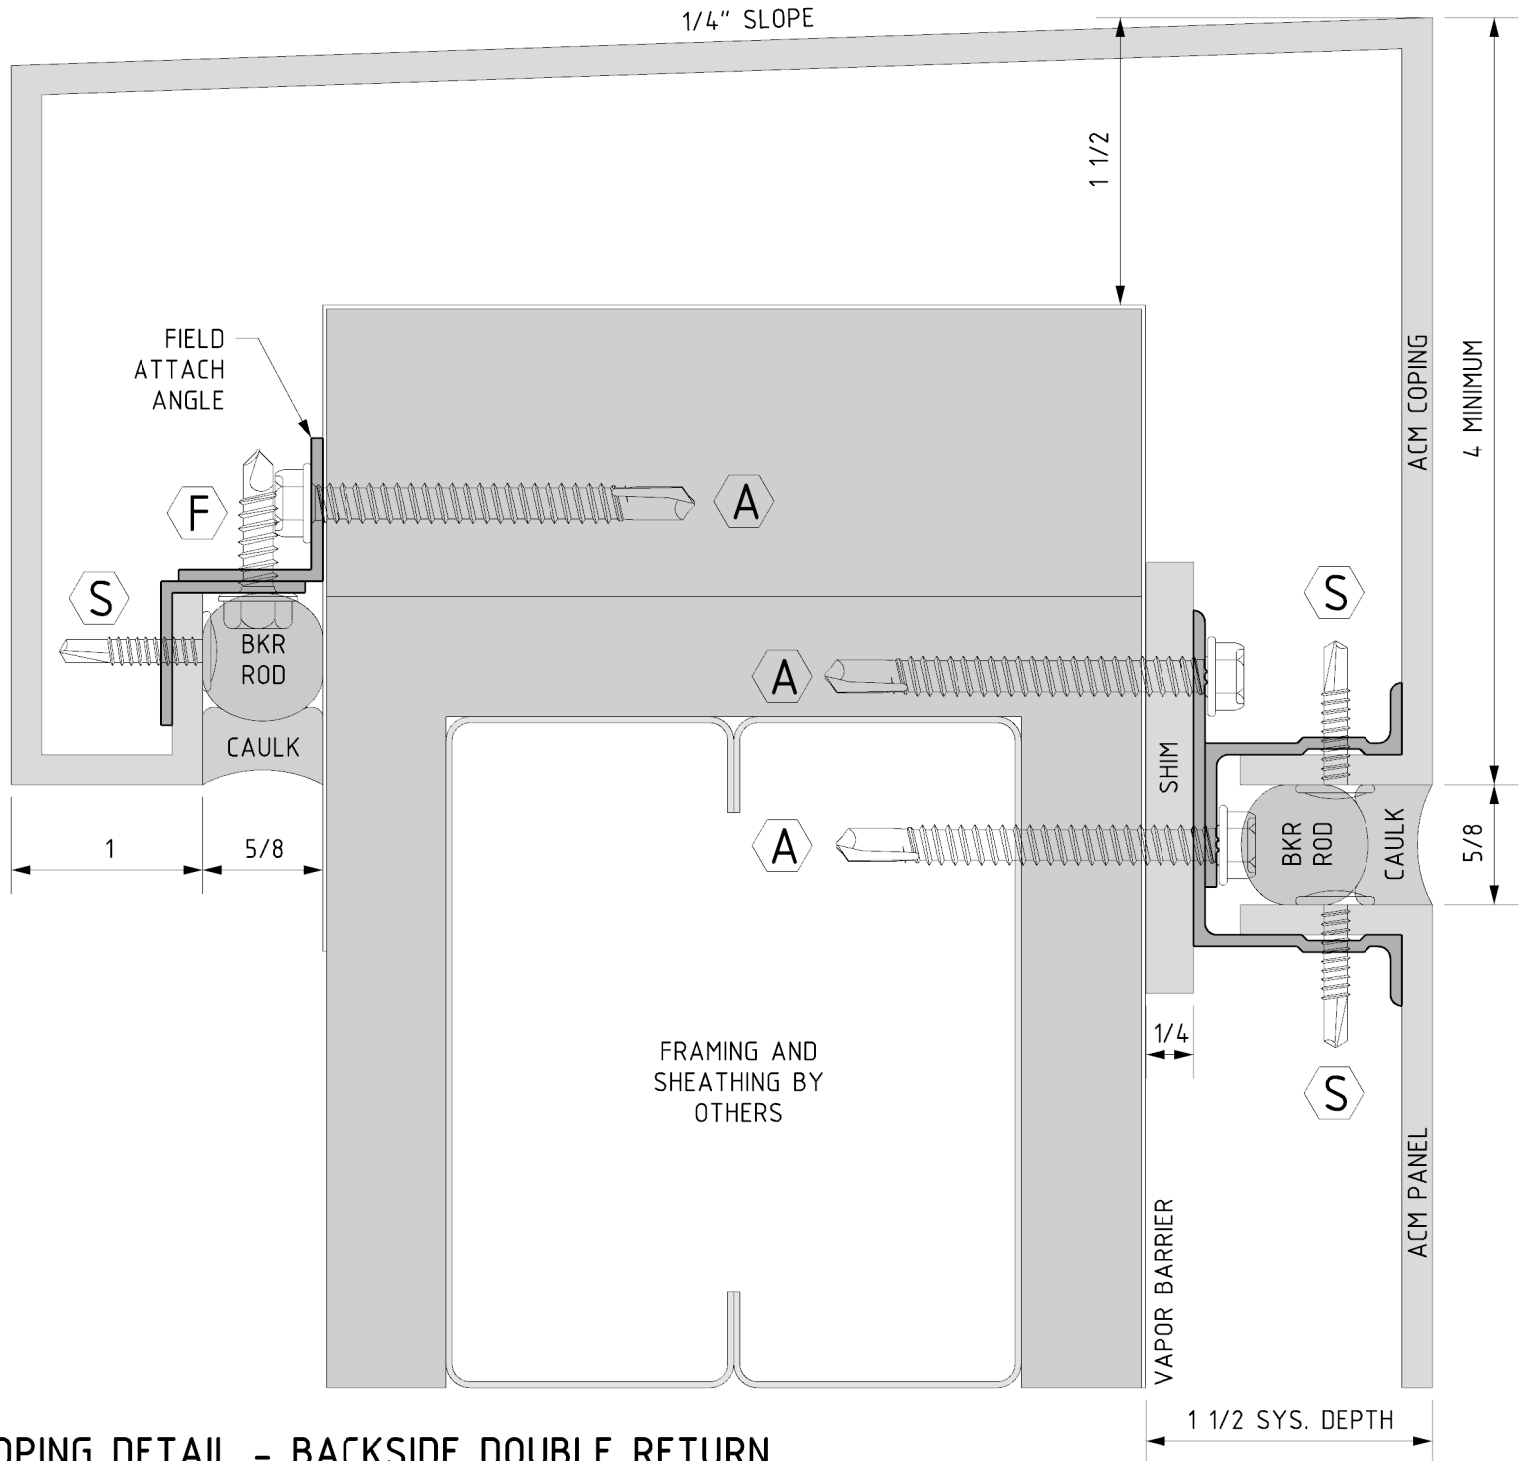 1/4" SLOPE
1 1/2
FIELD
ATTACH
ANGLE
ACM COPING
4 MINIMUM
F
A
S
S
BKR
ROD
A
CAULK
SHIM
1
5/8
A
BKR
ROD
CAULK
5/8
1/4
FRAMING AND
SHEATHING BY
OTHERS
S
VAPOR BARRIER
ACM PANEL
1 1/2 SYS. DEPTH
OPING DETAIL - BACKSIDE DOUBLE RETURN